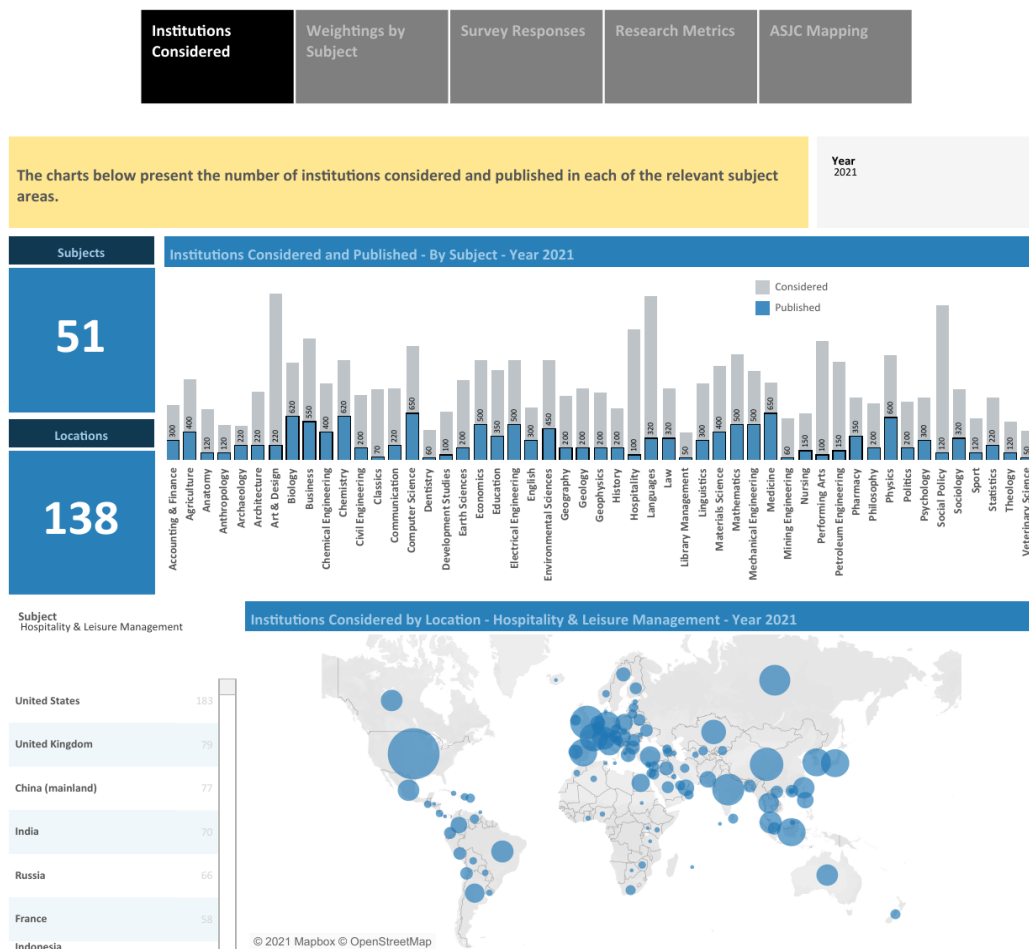 Institutions
Considered
Weightings by
Subject
Survey Responses
Research Metrics
ASJC Mapping
The charts below present the number of institutions considered and published in each of the relevant subject
areas.
Year
2021
Subjects
51
Locations
138
Institutions Considered and Published - By Subject - Year 2021
Considered
Published
300
400
120
120
220
220
220
620
550
400
620
200
70
220
650
60
100
200
500
350
500
300
450
200
200
200
200
100
320
320
50
300
400
500
500
650
60
150
100
150
350
200
600
200
300
120
320
120
220
120
50
Accounting & Finance
Agriculture
Anatomy
Anthropology
Archaeology
Architecture
Art & Design
Biology
Business
Chemical Engineering
Chemistry
Civil Engineering
Classics
Communication
Computer Science
Dentistry
Development Studies
Earth Sciences
Economics
Education
Electrical Engineering
English
Environmental Sciences
Geography
Geology
Geophysics
History
Hospitality
Languages
Law
Library Management
Linguistics
Materials Science
Mathematics
Mechanical Engineering
Medicine
Mining Engineering
Nursing
Performing Arts
Petroleum Engineering
Pharmacy
Philosophy
Physics
Politics
Psychology
Social Policy
Sociology
Sport
Statistics
Theology
Veterinary Science
Subject
Hospitality & Leisure Management
Institutions Considered by Location - Hospitality & Leisure Management - Year 2021
United States 183
United Kingdom 79
China (mainland) 77
India 70
Russia 66
France 58
Indonesia
© 2021 Mapbox © OpenStreetMap